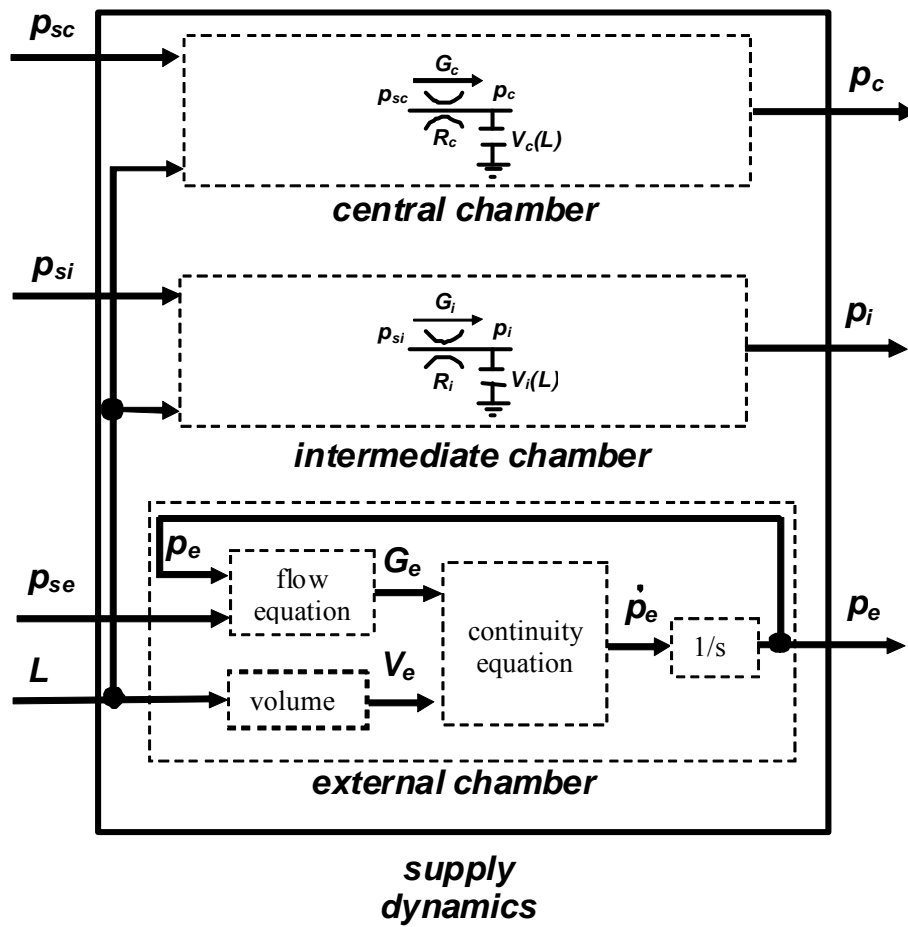 p_sc
G_c
p_sc
p_c
R_c
V_c(L)
p_c
central chamber
p_si
G_i
p_si
p_i
R_i
V_i(L)
p_i
intermediate chamber
p_e
flow
equation
G_e
p_se
continuity
equation
ṗ_e
1/s
p_e
L
volume
V_e
external chamber
supply
dynamics